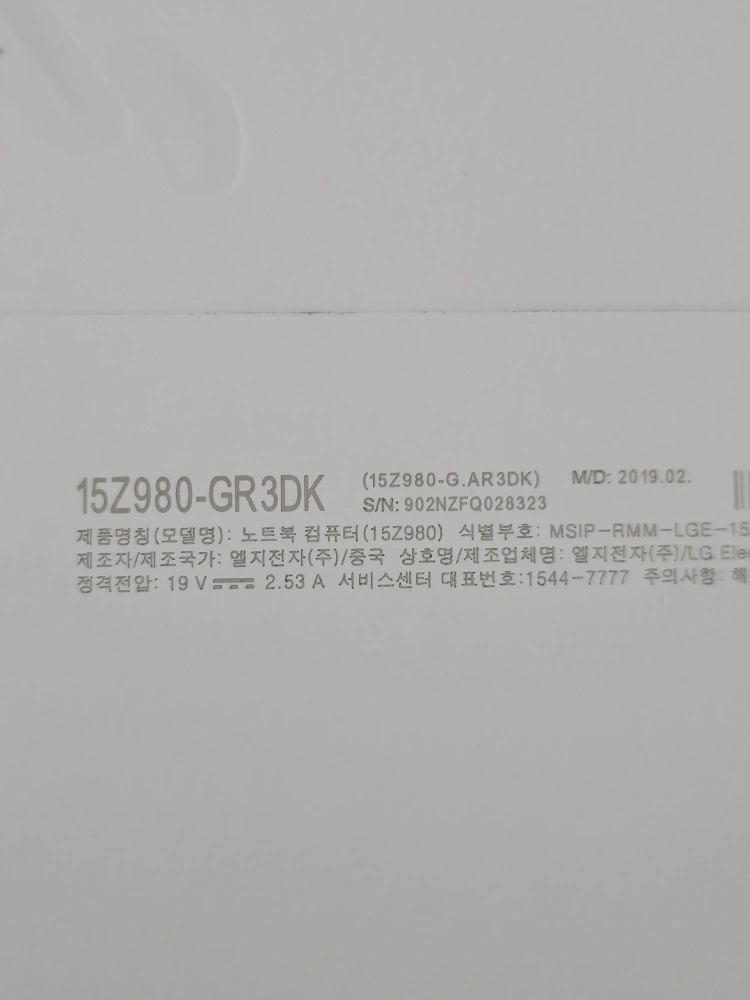 15Z980-GR3DK
(15Z980-G.AR3DK) M/D: 2019.02.
S/N: 902NZFQ028323
제품명칭(모델명): 노트북 컴퓨터(15Z980) 식별부호: MSIP-RMM-LGE-15
제조자/제조국가: 엘지전자(주)/중국 상호명/제조업체명: 엘지전자(주)/LG Elec
정격전압: 19 V 2.53 A 서비스센터 대표번호:1544-7777 주의사항: 해